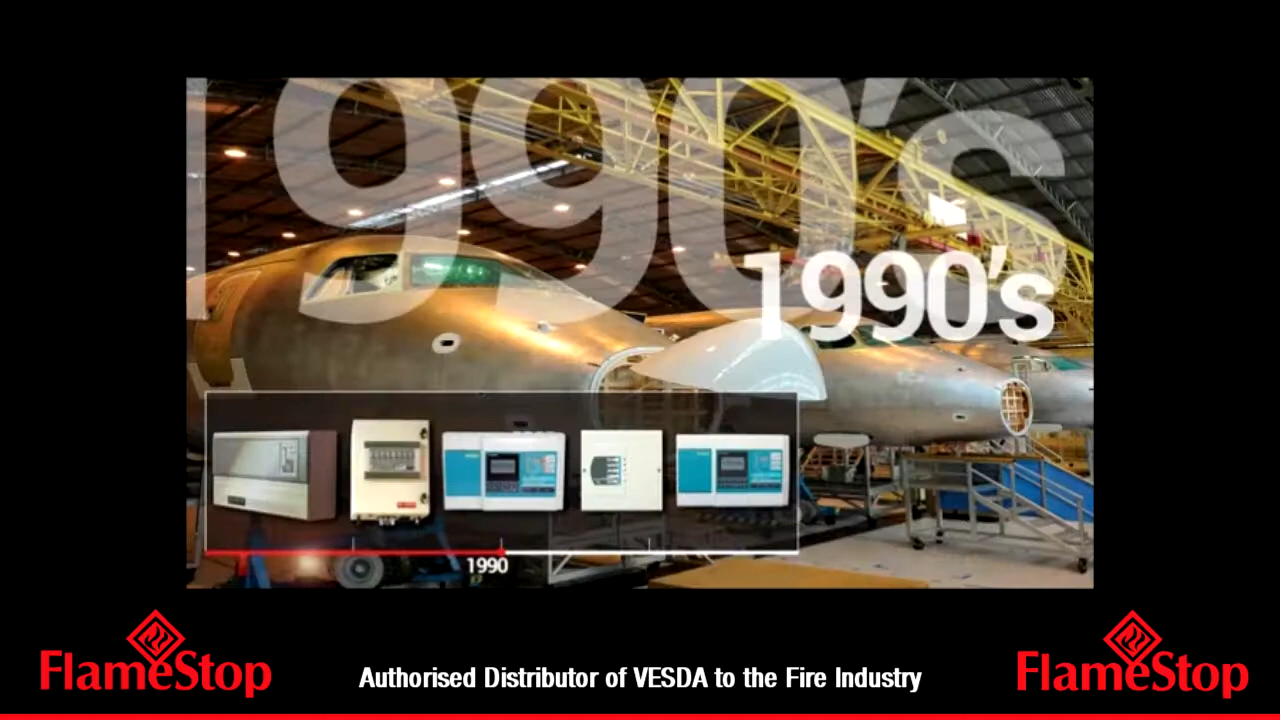 1990's
1990's
1990
FlameStop
Authorised Distributor of VESDA to the Fire Industry
FlameStop